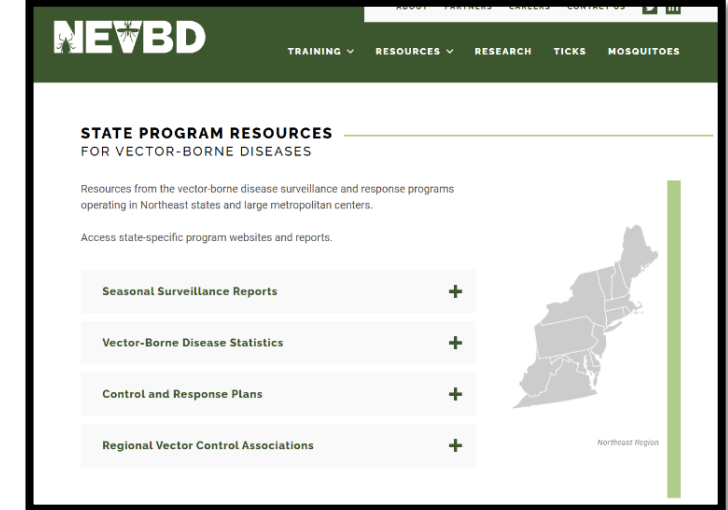 ABOUT PARTNERS CAREERS CONTACT US
NEVBD
TRAINING RESOURCES RESEARCH TICKS MOSQUITOES
STATE PROGRAM RESOURCES
FOR VECTOR-BORNE DISEASES
Resources from the vector-borne disease surveillance and response programs
operating in Northeast states and large metropolitan centers.
Access state-specific program websites and reports.
Seasonal Surveillance Reports +
Vector-Borne Disease Statistics +
Control and Response Plans +
Regional Vector Control Associations +
Northeast Region